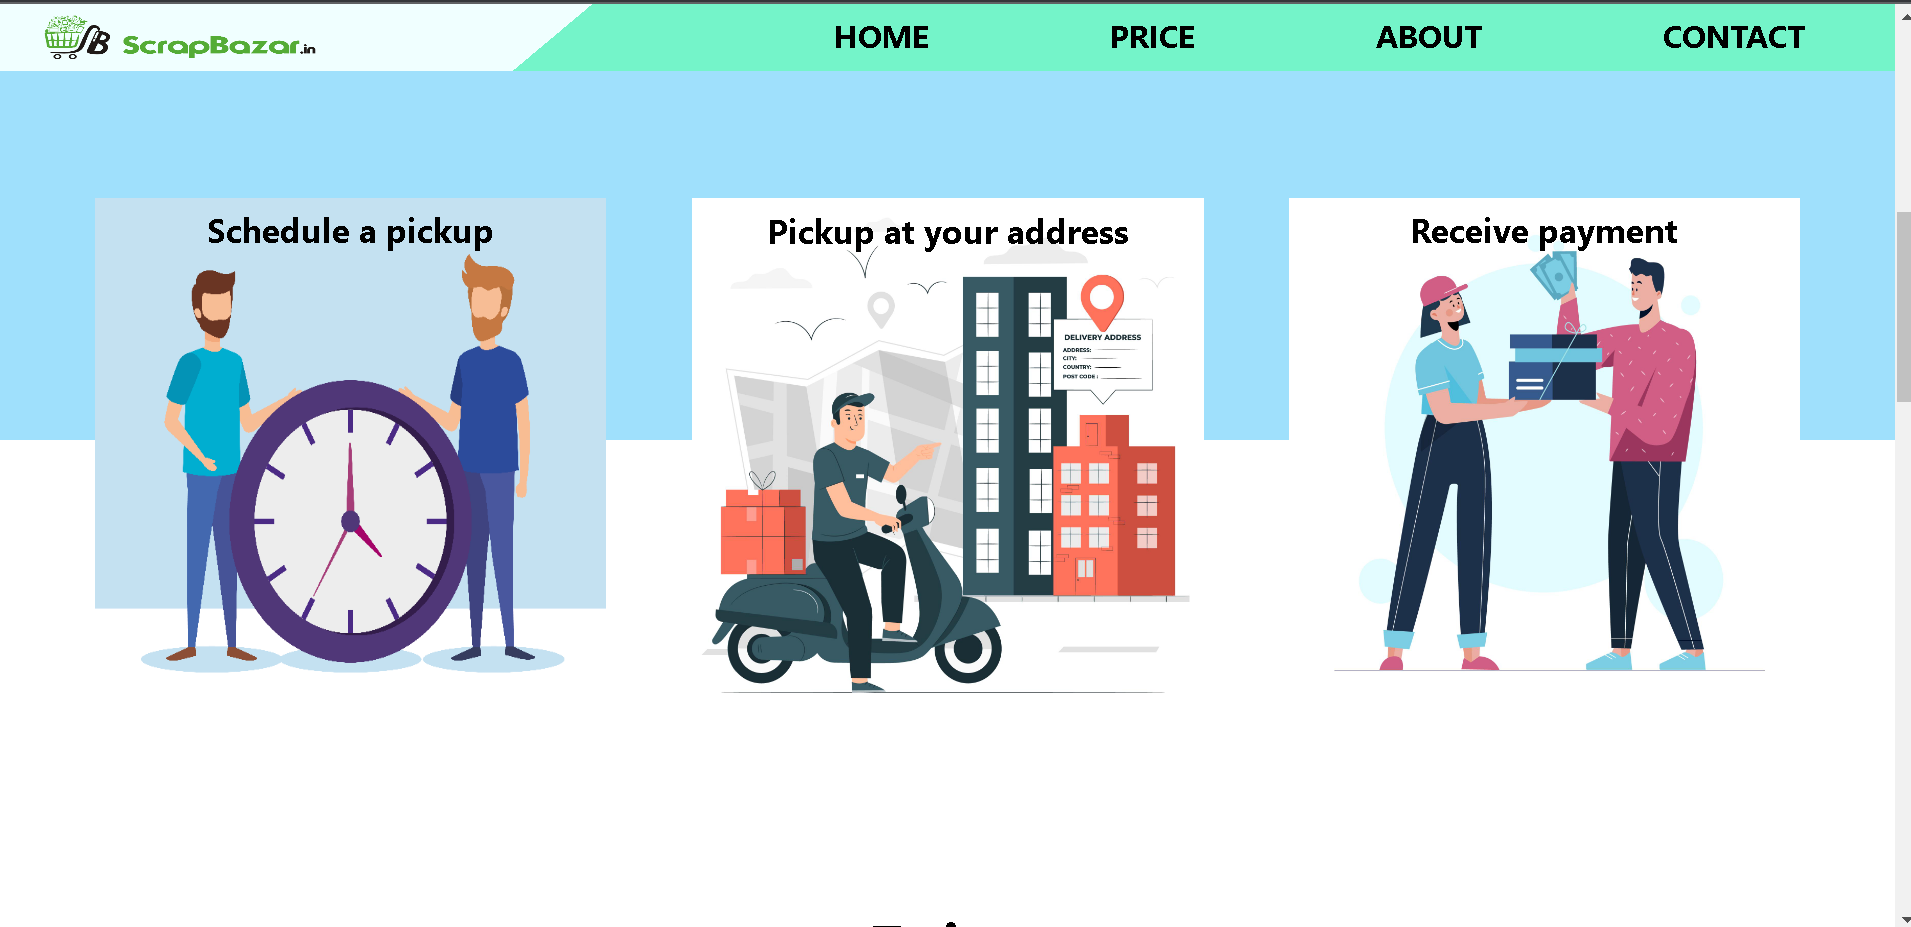 ScrapBazar.in
HOME PRICE ABOUT CONTACT
Schedule a pickup
Pickup at your address
Receive payment
DELIVERY ADDRESS
ADDRESS:
CITY:
COUNTRY:
POST CODE :